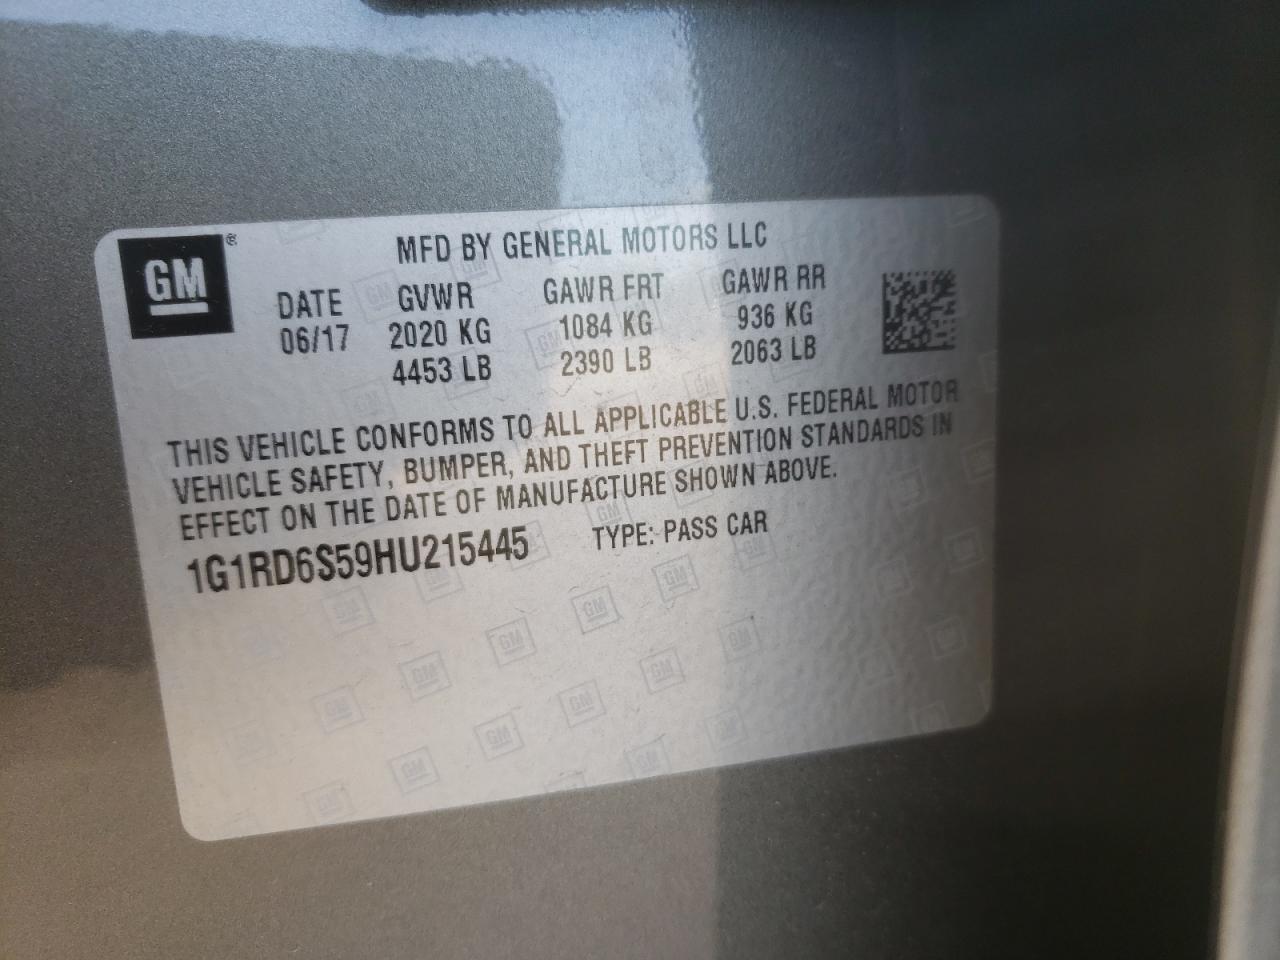 GM ®
MFD BY GENERAL MOTORS LLC
DATE GVWR GAWR FRT GAWR RR
06/17 2020 KG 1084 KG 936 KG
4453 LB 2390 LB 2063 LB
THIS VEHICLE CONFORMS TO ALL APPLICABLE U.S. FEDERAL MOTOR
VEHICLE SAFETY, BUMPER, AND THEFT PREVENTION STANDARDS IN
EFFECT ON THE DATE OF MANUFACTURE SHOWN ABOVE.
1G1RD6S59HU215445 TYPE: PASS CAR